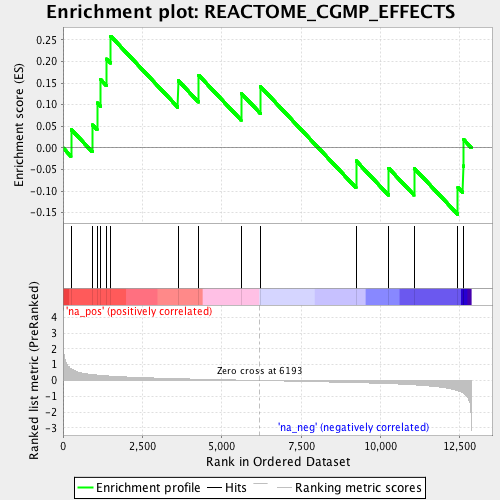 Enrichment plot: REACTOME_CGMP_EFFECTS
Enrichment score (ES)
0.25
0.20
0.15
0.10
0.05
0.00
-0.05
-0.10
-0.15
'na_pos' (positively correlated)
Ranked list metric (PreRanked)
4
3
2
1
0
-1
-2
-3
Zero cross at 6193
'na_neg' (negatively correlated)
0 2,500 5,000 7,500 10,000 12,500
Rank in Ordered Dataset
Enrichment profile Hits Ranking metric scores